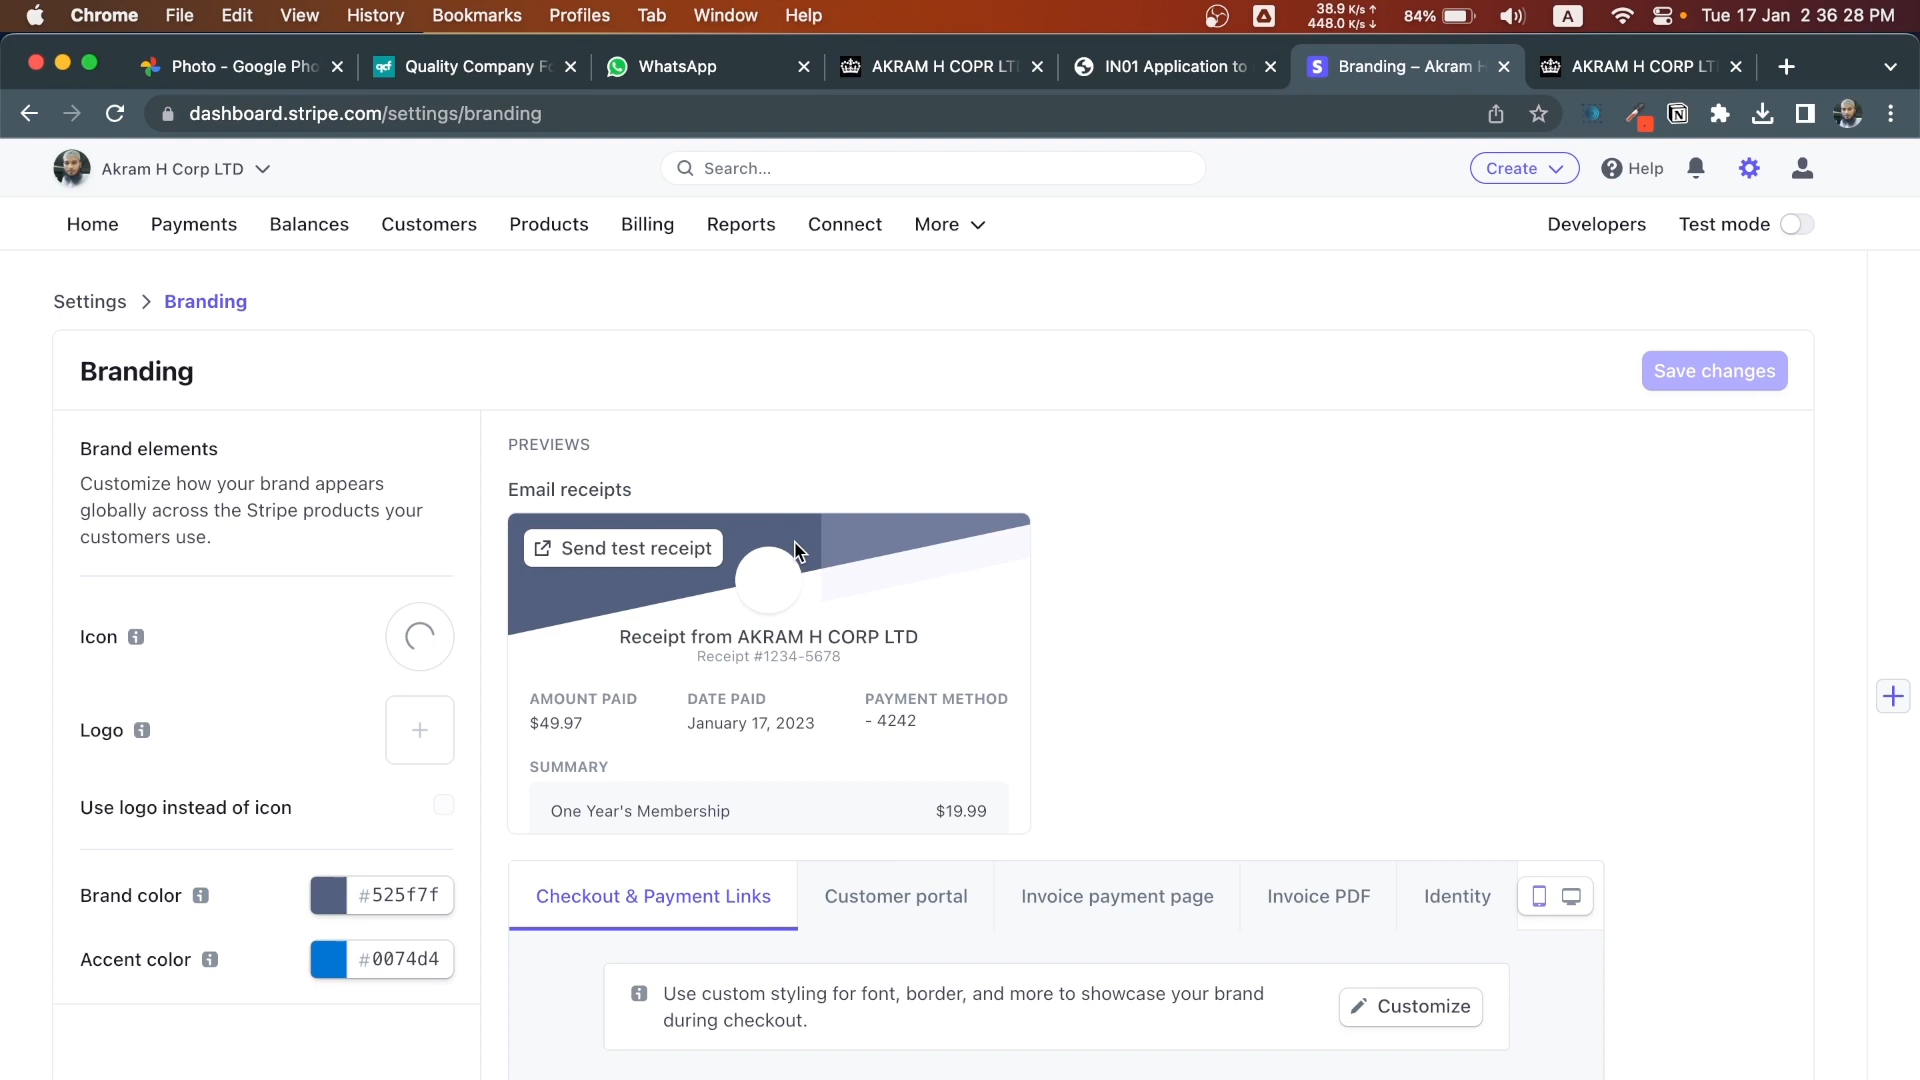 Chrome File Edit View History Bookmarks Profiles Tab Window Help
38.9 K/s ↑
448.0 K/s ↓
84% A Tue 17 Jan 2 36 28 PM
Photo - Google Pho
qcf Quality Company Fo
WhatsApp
AKRAM H COPR LT
IN01 Application to
S Branding – Akram H
AKRAM H CORP LT
dashboard.stripe.com/settings/branding
Akram H Corp LTD
Search...
Create
Help
Home Payments Balances Customers Products Billing Reports Connect More
Developers Test mode
Settings > Branding
Branding
Save changes
Brand elements
Customize how your brand appears
globally across the Stripe products your
customers use.
Icon
Logo
Use logo instead of icon
Brand color #525f7f
Accent color #0074d4
PREVIEWS
Email receipts
Send test receipt
Receipt from AKRAM H CORP LTD
Receipt #1234-5678
AMOUNT PAID DATE PAID PAYMENT METHOD
$49.97 January 17, 2023 - 4242
SUMMARY
One Year's Membership $19.99
Checkout & Payment Links Customer portal Invoice payment page Invoice PDF Identity
Use custom styling for font, border, and more to showcase your brand
during checkout.
Customize